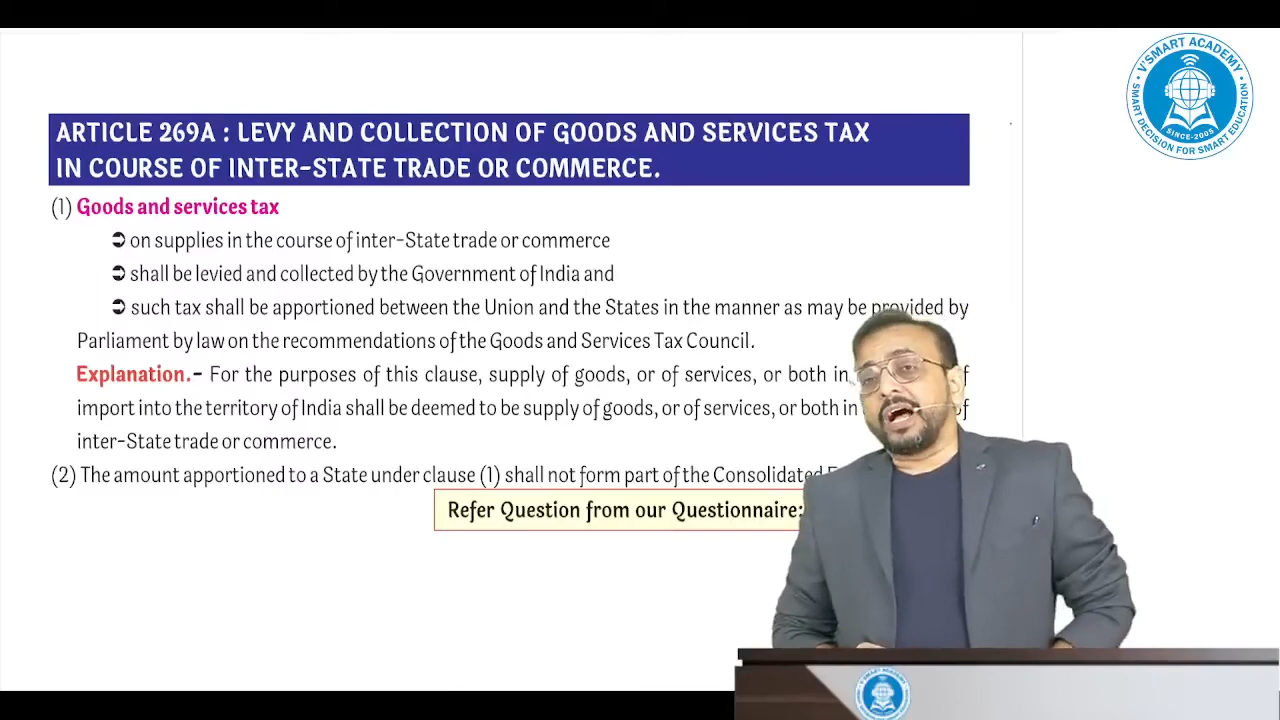 ARTICLE 269A : LEVY AND COLLECTION OF GOODS AND SERVICES TAX
IN COURSE OF INTER-STATE TRADE OR COMMERCE.
(1) Goods and services tax
➲ on supplies in the course of inter-State trade or commerce
➲ shall be levied and collected by the Government of India and
➲ such tax shall be apportioned between the Union and the States in the manner as may be provided by
Parliament by law on the recommendations of the Goods and Services Tax Council.
Explanation.- For the purposes of this clause, supply of goods, or of services, or both in
import into the territory of India shall be deemed to be supply of goods, or of services, or both in
inter-State trade or commerce.
(2) The amount apportioned to a State under clause (1) shall not form part of the Consolidated
Refer Question from our Questionnaire:
V'SMART ACADEMY
SINCE-2005
SMART DECISION FOR SMART EDUCATION